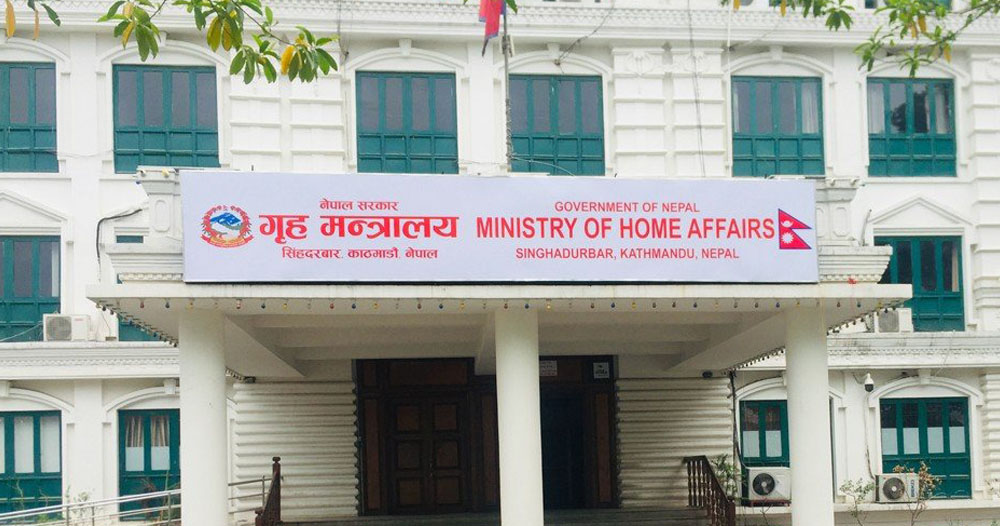 नेपाल सरकार
गृह मन्त्रालय
सिंहदरबार, काठमाडौं, नेपाल
GOVERNMENT OF NEPAL
MINISTRY OF HOME AFFAIRS
SINGHADURBAR, KATHMANDU, NEPAL